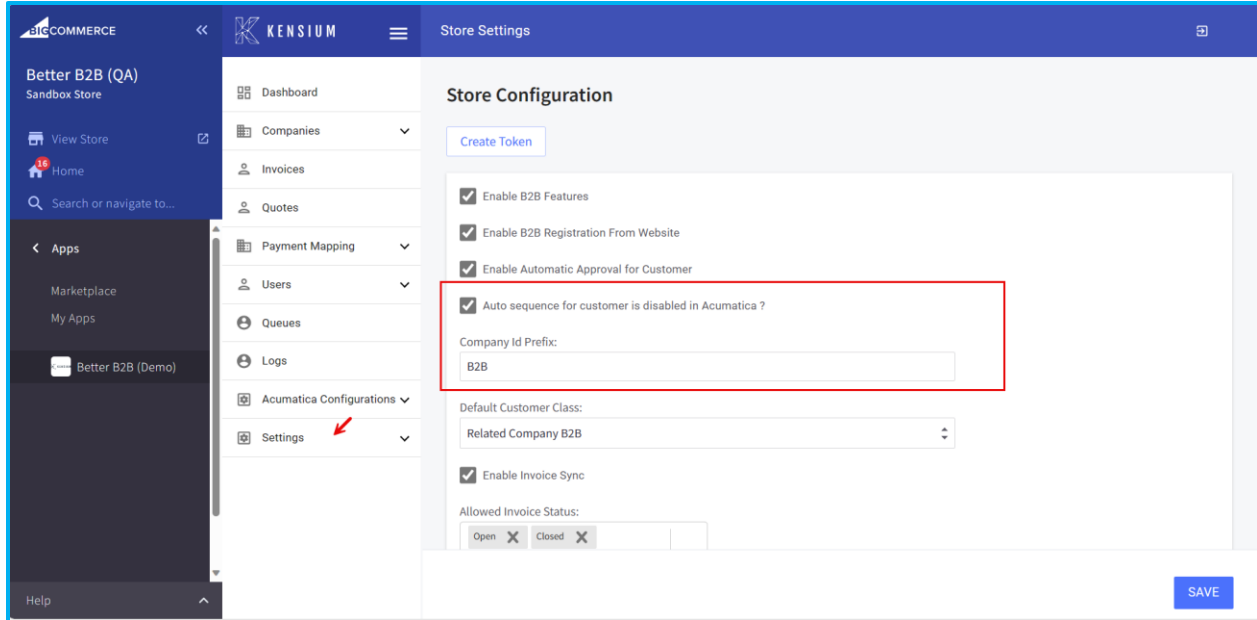 BIGCOMMERCE
Better B2B (QA)
Sandbox Store
View Store
16
Home
Search or navigate to...
Apps
Marketplace
My Apps
Better B2B (Demo)
Help
KENSIUM
Dashboard
Companies
Invoices
Quotes
Payment Mapping
Users
Queues
Logs
Acumatica Configurations
Settings
Store Settings
Store Configuration
Create Token
Enable B2B Features
Enable B2B Registration From Website
Enable Automatic Approval for Customer
Auto sequence for customer is disabled in Acumatica ?
Company Id Prefix:
B2B
Default Customer Class:
Related Company B2B
Enable Invoice Sync
Allowed Invoice Status:
Open Closed
SAVE